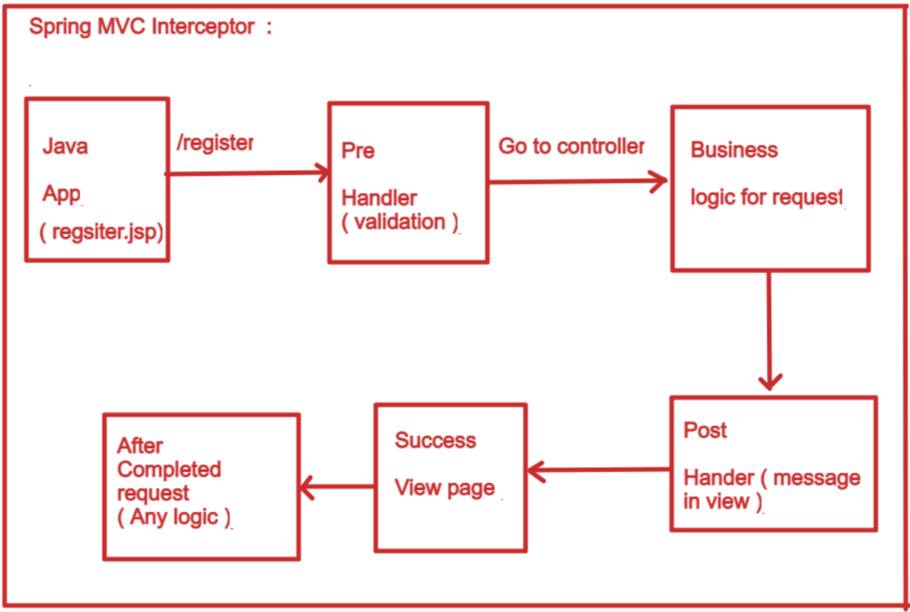 Spring MVC Interceptor :
Java
App
( regsiter.jsp)
/register
Pre
Handler
( validation )
Go to controller
Business
logic for request
Post
Hander ( message
in view )
Success
View page
After
Completed
request
( Any logic )